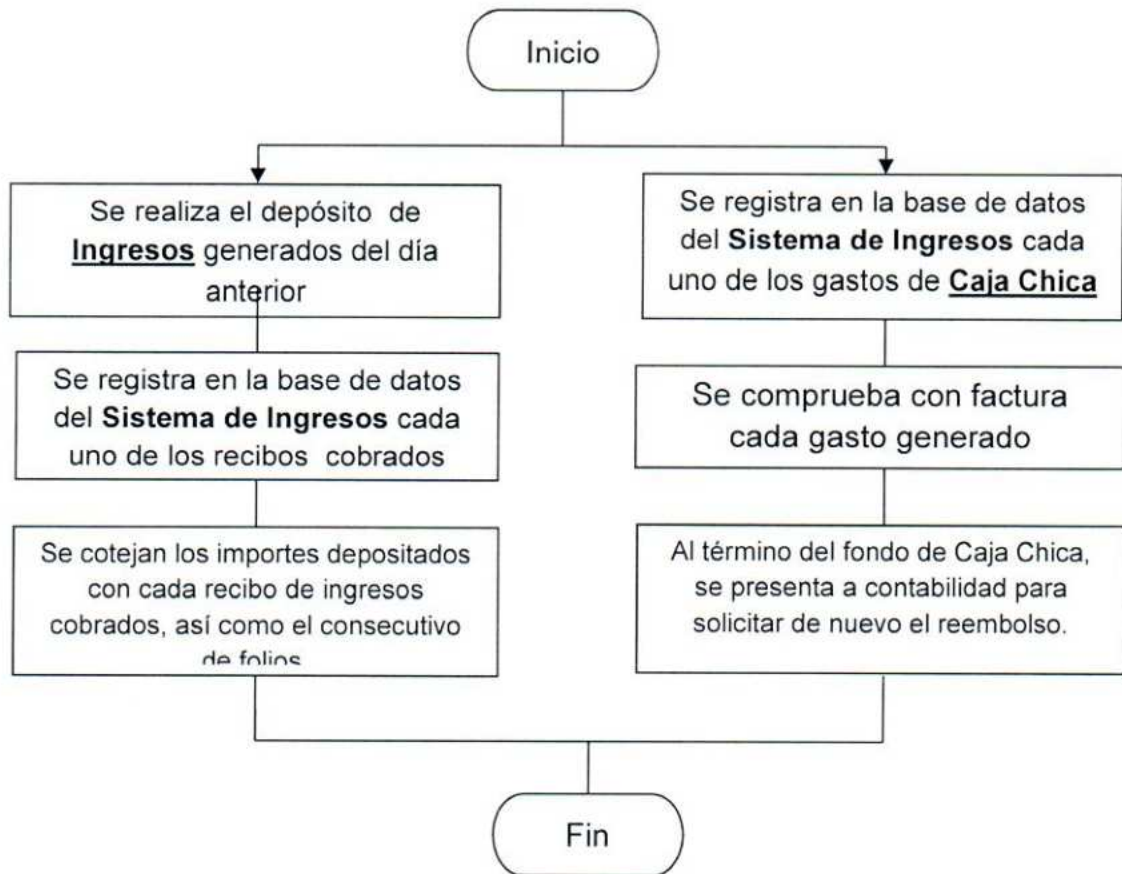 Inicio
Se realiza el depósito de
Ingresos generados del día
anterior
Se registra en la base de datos
del Sistema de Ingresos cada
uno de los recibos cobrados
Se cotejan los importes depositados
con cada recibo de ingresos
cobrados, así como el consecutivo
de folios
Se registra en la base de datos
del Sistema de Ingresos cada
uno de los gastos de Caja Chica
Se comprueba con factura
cada gasto generado
Al término del fondo de Caja Chica,
se presenta a contabilidad para
solicitar de nuevo el reembolso.
Fin